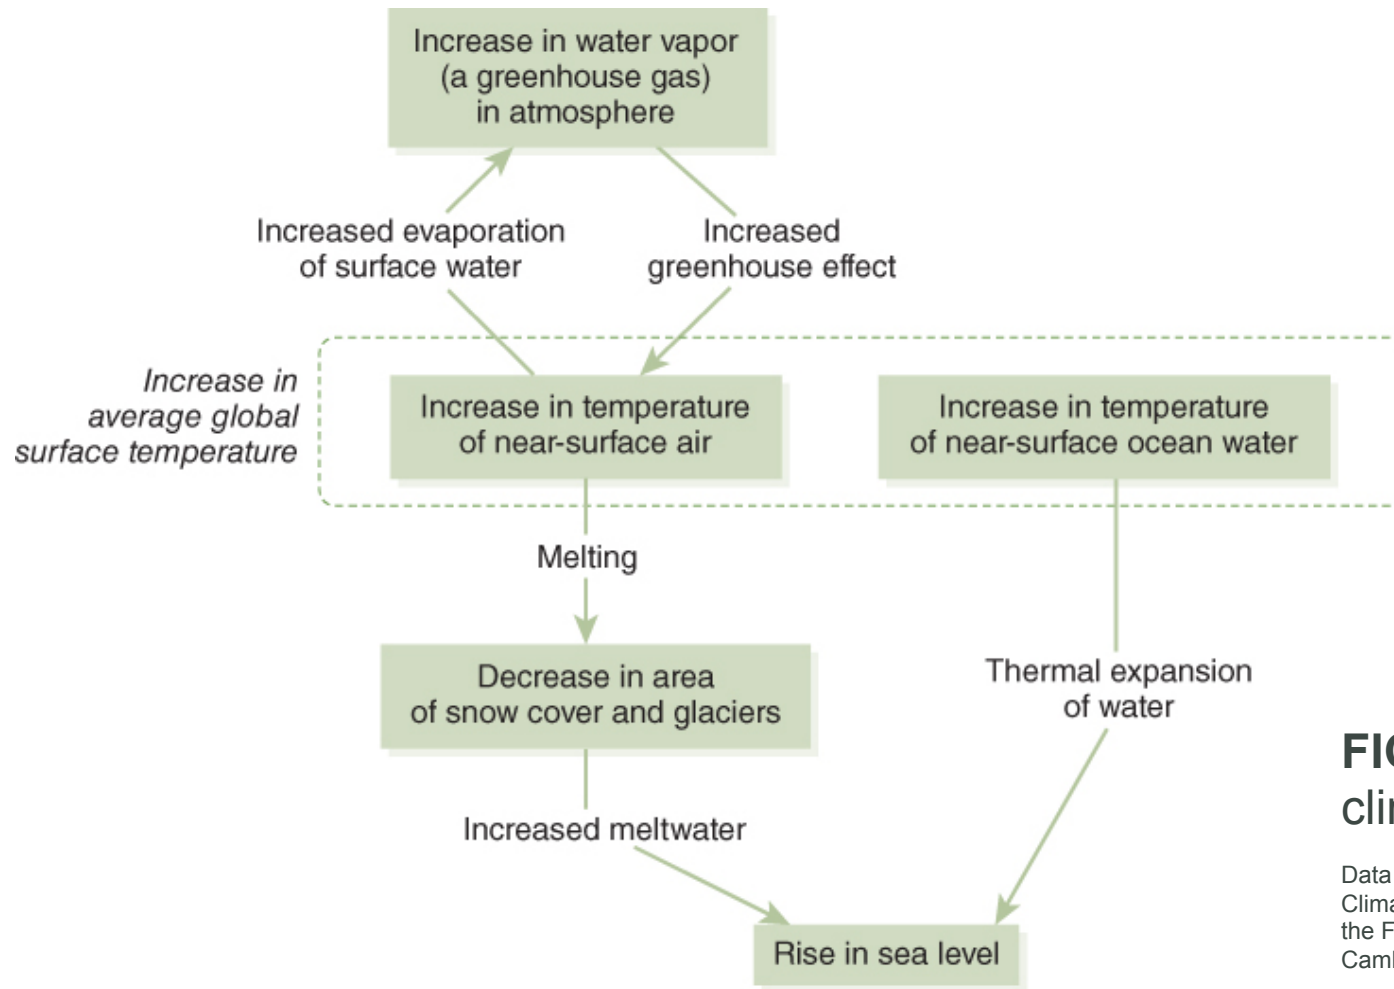 Increase in water vapor
(a greenhouse gas)
in atmosphere
Increased evaporation
of surface water
Increased
greenhouse effect
Increase in
average global
surface temperature
Increase in temperature
of near-surface air
Increase in temperature
of near-surface ocean water
Melting
Decrease in area
of snow cover and glaciers
Thermal expansion
of water
Increased meltwater
Rise in sea level
Data
the F